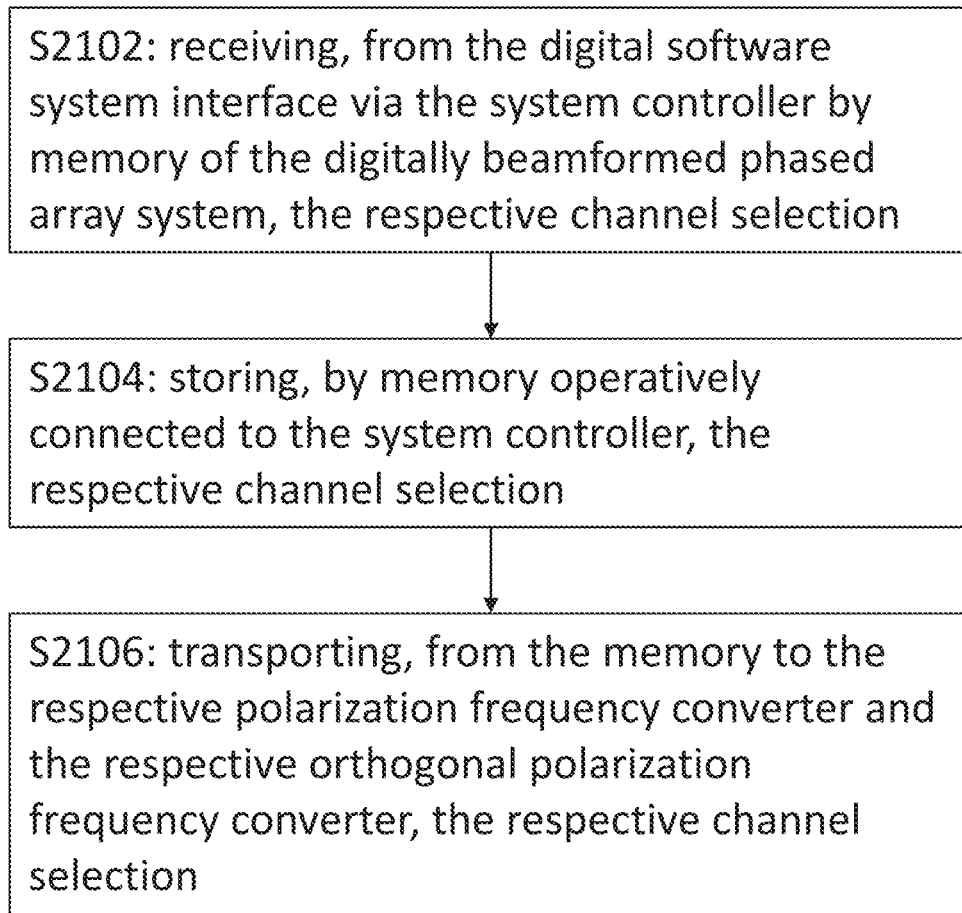 S2102: receiving, from the digital software
system interface via the system controller by
memory of the digitally beamformed phased
array system, the respective channel selection
S2104: storing, by memory operatively
connected to the system controller, the
respective channel selection
S2106: transporting, from the memory to the
respective polarization frequency converter and
the respective orthogonal polarization
frequency converter, the respective channel
selection